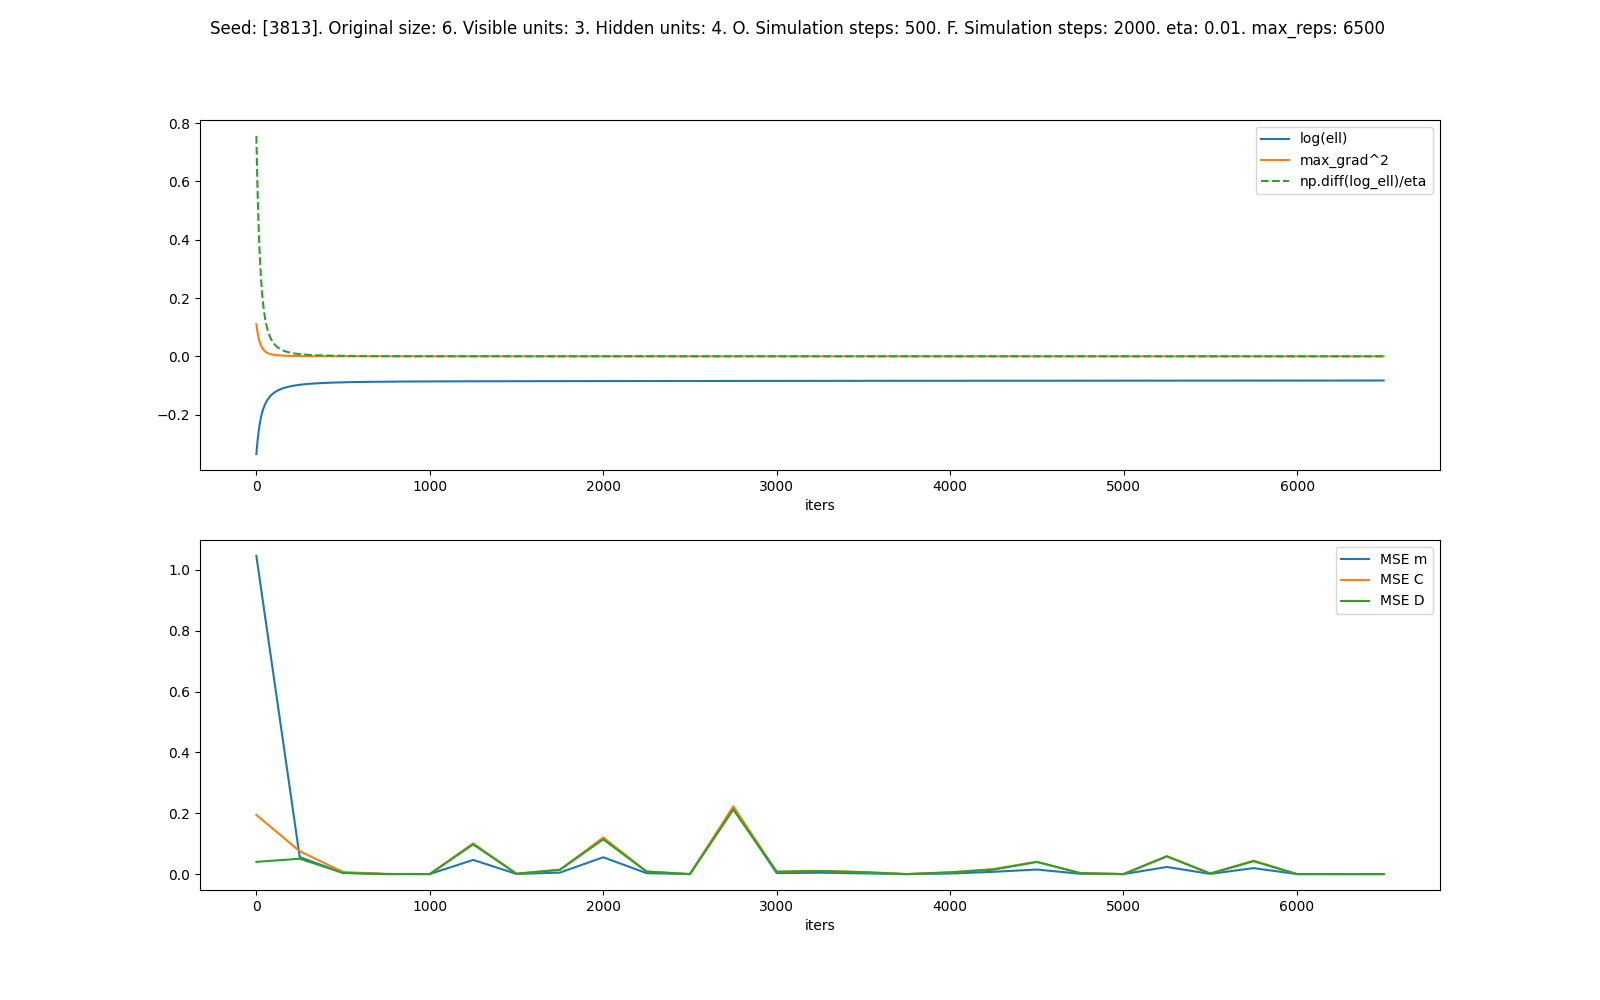 Seed: [3813]. Original size: 6. Visible units: 3. Hidden units: 4. O. Simulation steps: 500. F. Simulation steps: 2000. eta: 0.01. max_reps: 6500
0.8
0.6
0.4
0.2
0.0
−0.2
log(ell)
max_grad^2
np.diff(log_ell)/eta
0 1000 2000 3000 4000 5000 6000
iters
1.0
0.8
0.6
0.4
0.2
0.0
MSE m
MSE C
MSE D
0 1000 2000 3000 4000 5000 6000
iters